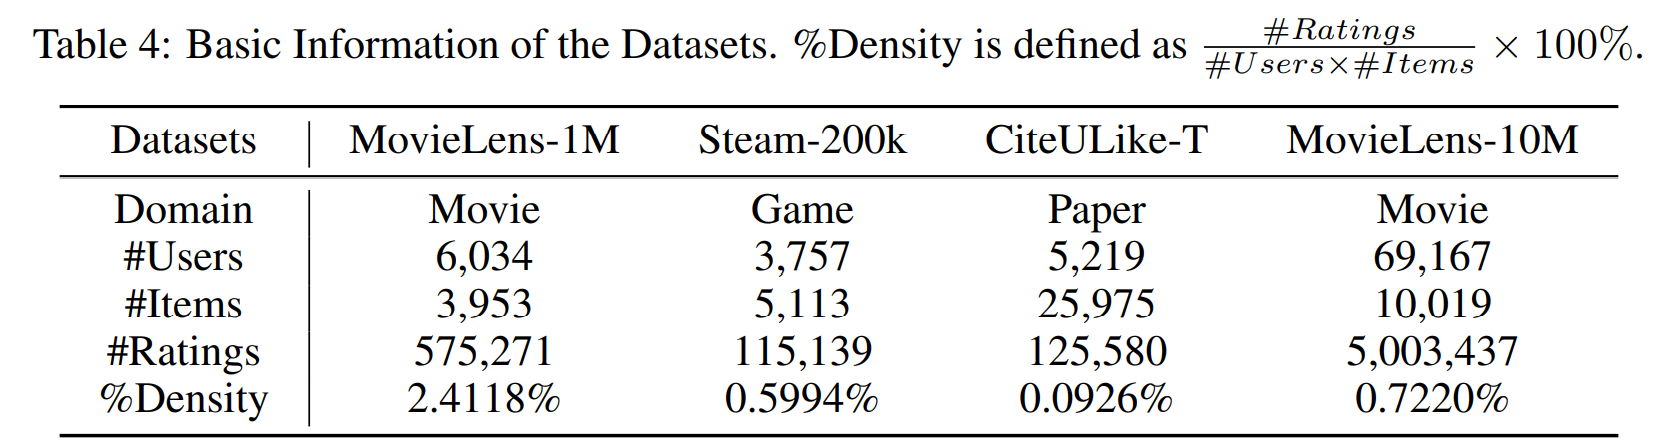 Table 4: Basic Information of the Datasets. %Density is defined as #Ratings / #Users×#Items × 100%.
Datasets MovieLens-1M Steam-200k CiteULike-T MovieLens-10M
Domain Movie Game Paper Movie
#Users 6,034 3,757 5,219 69,167
#Items 3,953 5,113 25,975 10,019
#Ratings 575,271 115,139 125,580 5,003,437
%Density 2.4118% 0.5994% 0.0926% 0.7220%